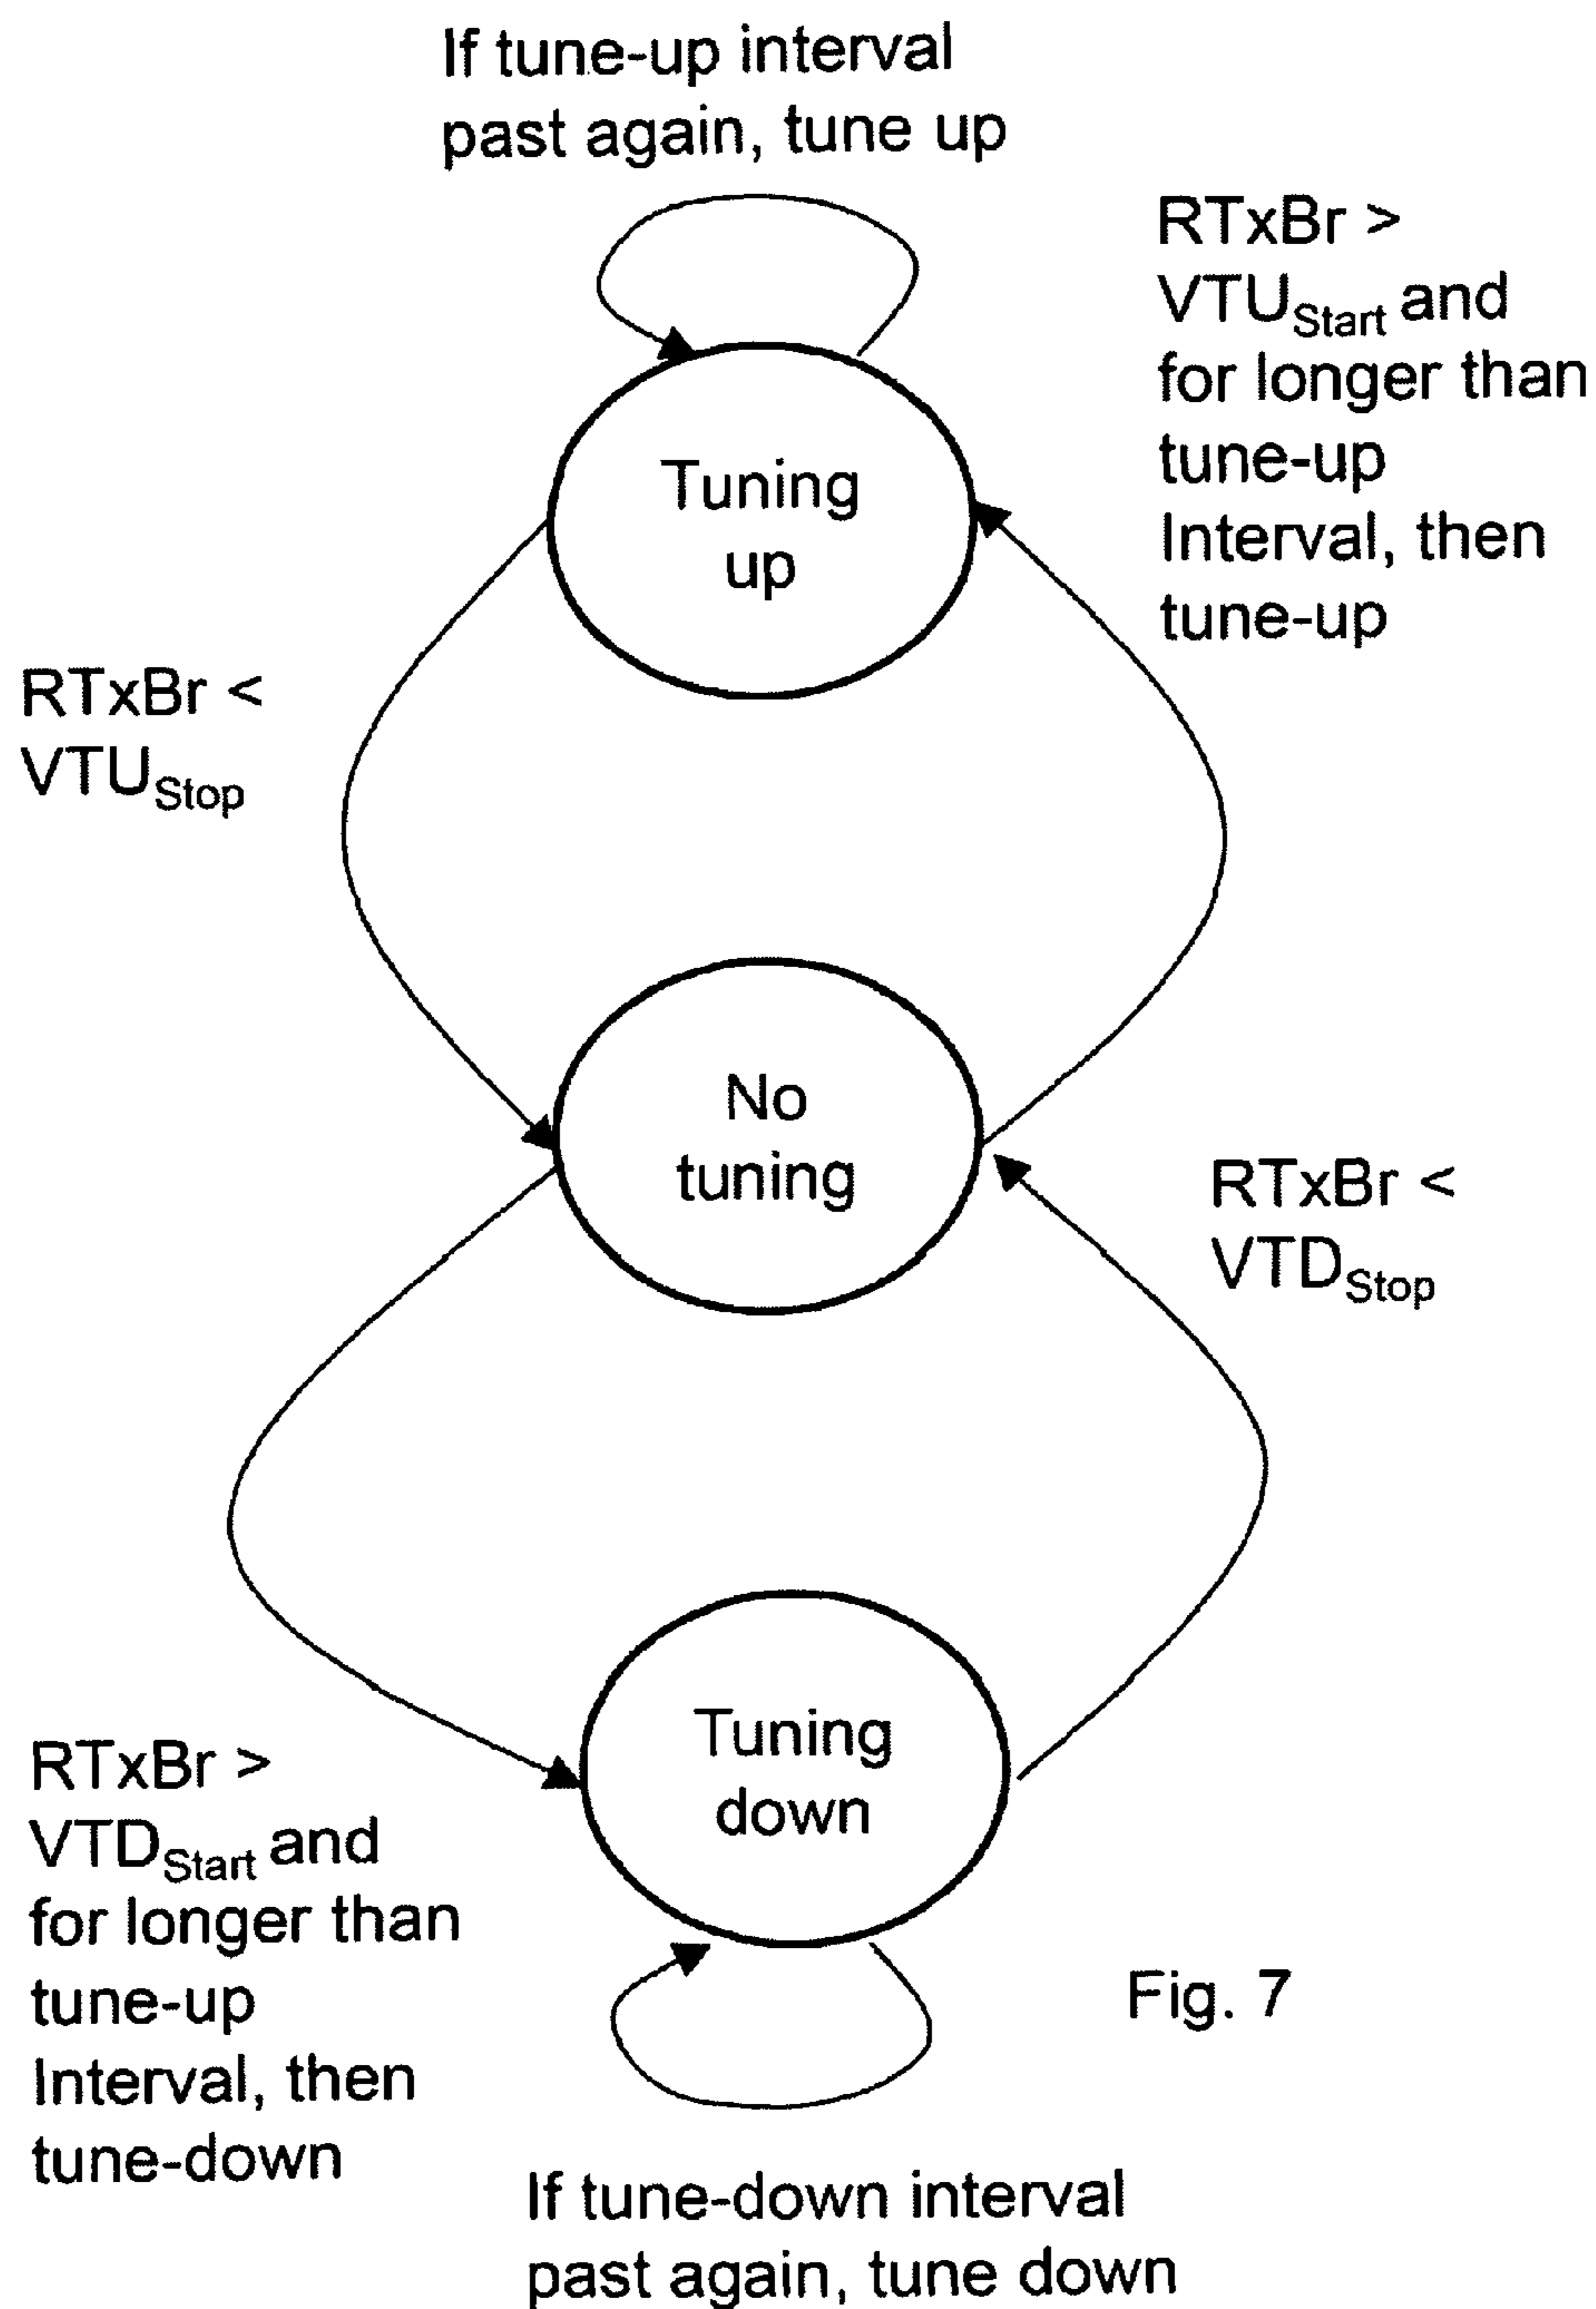 If tune-up interval
past again, tune up
RTxBr >
VTUStart and
for longer than
tune-up
Interval, then
tune-up
Tuning
up
RTxBr <
VTUStop
No
tuning
RTxBr <
VTDStop
Tuning
down
RTxBr >
VTDStart and
for longer than
tune-up
Interval, then
tune-down
Fig. 7
If tune-down interval
past again, tune down